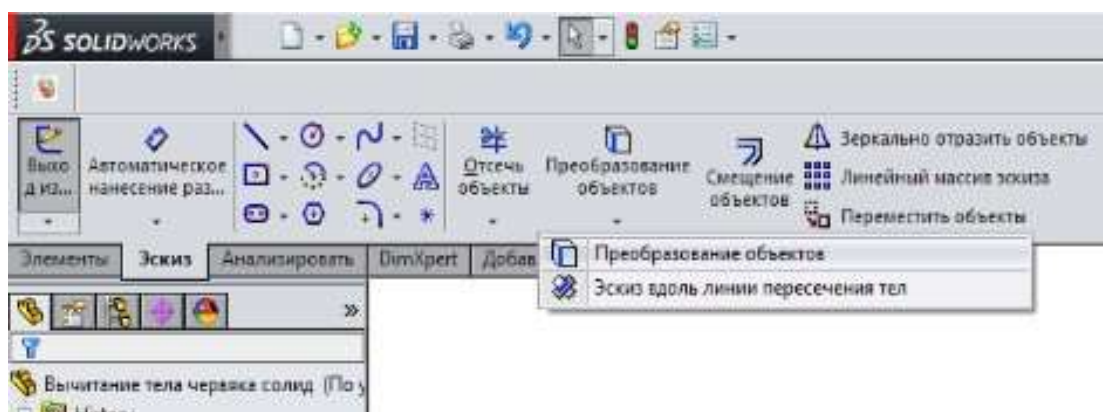 SOLIDWORKS
Выхо
д из...
Автоматическое
нанесение раз...
Отсечь
объекты
Преобразование
объектов
Смещение
объектов
Зеркально отразить объекты
Линейный массив эскиза
Переместить объекты
Элементы Эскиз Анализировать DimXpert Добав
Преобразование объектов
Эскиз вдоль линии пересечения тел
»
Вычитание тела червяка солид (По у
History